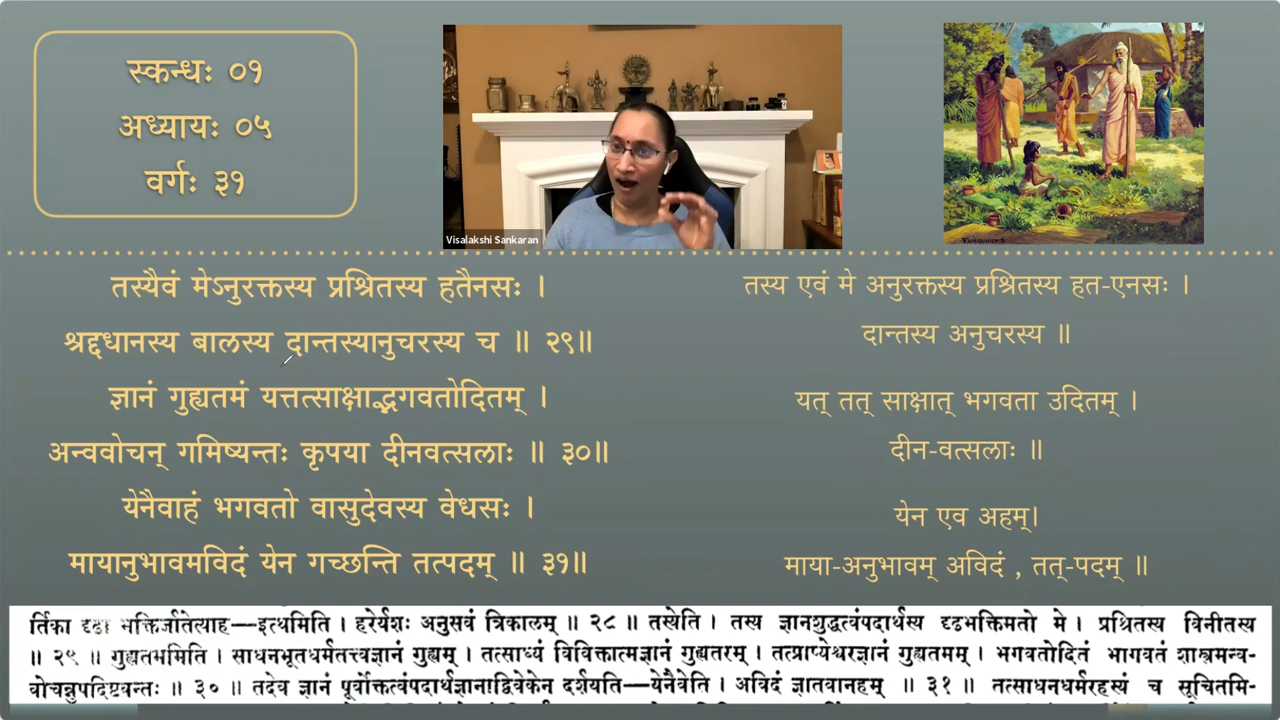 स्कन्धः ०१
अध्यायः ०५
वर्गः ३१
Visalakshi Sankaran
तस्यैवं मेऽनुरक्तस्य प्रश्रितस्य हतैनसः ।
श्रद्दधानस्य बालस्य दान्तस्यानुचरस्य च ॥ २९॥
ज्ञानं गुह्यतमं यत्तत्साक्षाद्भगवतोदितम् ।
अन्ववोचन् गमिष्यन्तः कृपया दीनवत्सलाः ॥ ३०॥
येनैवाहं भगवतो वासुदेवस्य वेधसः ।
मायानुभावमविदं येन गच्छन्ति तत्पदम् ॥ ३१॥
तस्य एवं मे अनुरक्तस्य प्रश्रितस्य हत-एनसः ।
दान्तस्य अनुचरस्य ॥
यत् तत् साक्षात् भगवता उदितम् ।
दीन-वत्सलाः ॥
येन एव अहम्।
माया-अनुभावम् अविदं , तत्-पदम् ॥
र्तिका दृढा भक्तिर्जातेत्याह—इत्थमिति । हरेर्यशः अनुसवं त्रिकालम् ॥ २८ ॥ तस्येति । तस्य ज्ञानशुद्धत्वंपदार्थस्य दृढभक्तिमतो मे । प्रश्रितस्य विनीतस्य
॥ २९ ॥ गुह्यतममिति । साधनभूतधर्मतत्त्वज्ञानं गुह्यम् । तत्साध्यं विविक्तात्मज्ञानं गुह्यतरम् । तत्प्राप्येश्वरज्ञानं गुह्यतमम् । भगवतोदितं भागवतं शास्त्रमन्व-
वोचन्नुपदिष्टवन्तः ॥ ३० ॥ तदेव ज्ञानं पूर्वोक्तत्वंपदार्थज्ञानाद्विवेकेन दर्शयति—येनैवेति । अविदं ज्ञातवानहम् ॥ ३१ ॥ तत्साधनधर्मरहस्यं च सूचितमि-